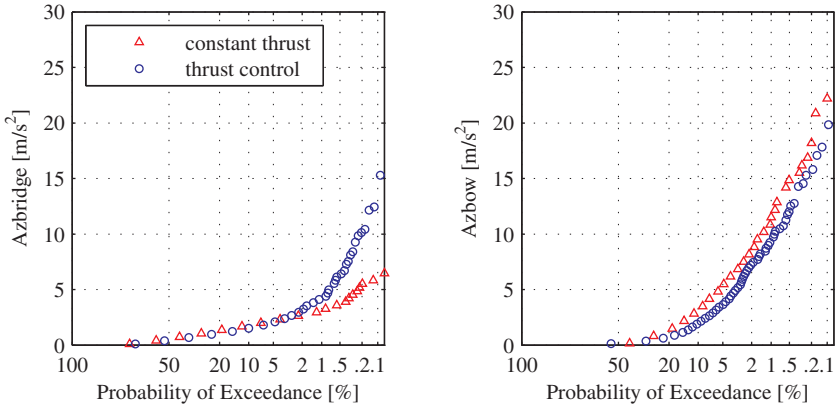 30
25
20
15
10
5
0
Azbridge [m/s²]
constant thrust
thrust control
100 50 20 10 5 2 1 .5 .2 .1
Probability of Exceedance [%]
30
25
20
15
10
5
0
Azbow [m/s²]
100 50 20 10 5 2 1 .5 .2 .1
Probability of Exceedance [%]